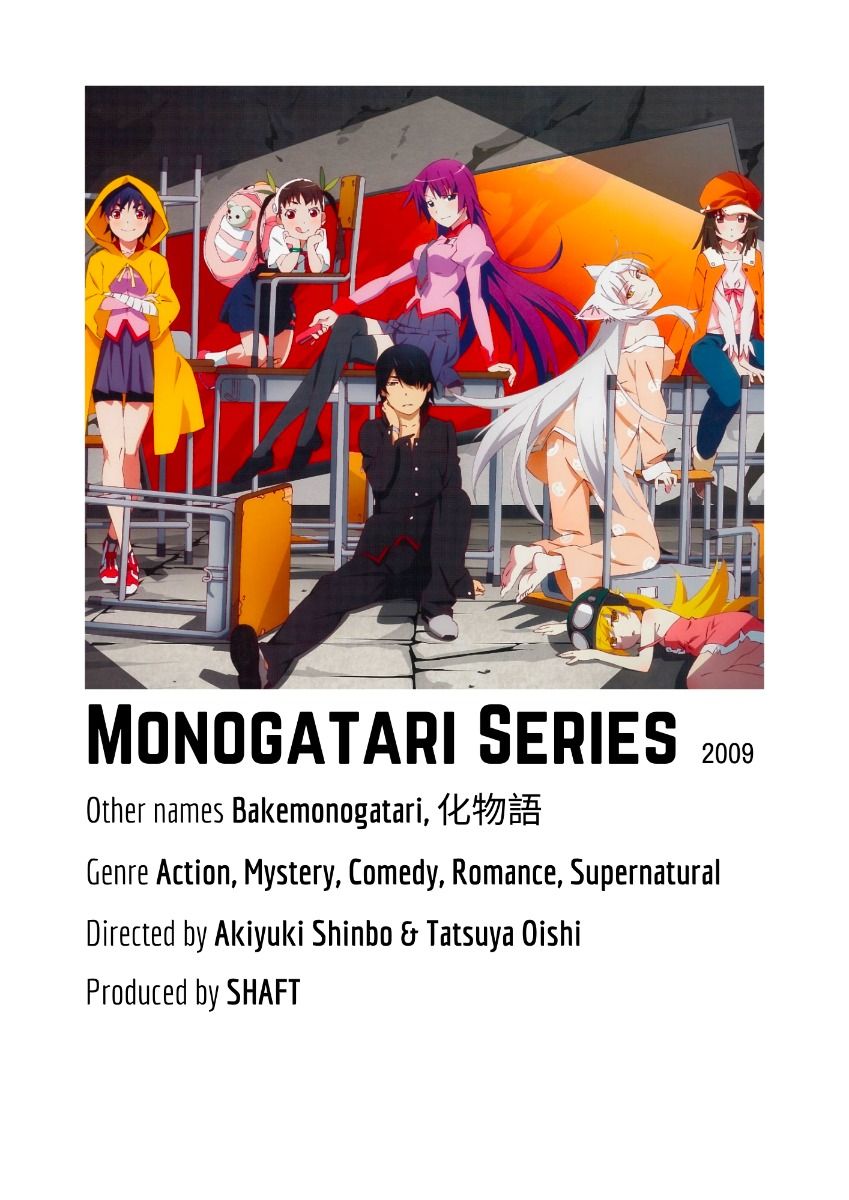 Monogatari Series 2009
Other names Bakemonogatari, 化物語
Genre Action, Mystery, Comedy, Romance, Supernatural
Directed by Akiyuki Shinbo & Tatsuya Oishi
Produced by SHAFT